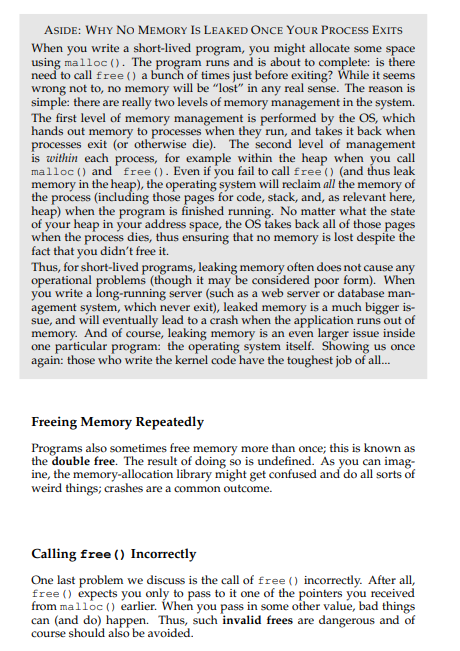 ASIDE: WHY NO MEMORY IS LEAKED ONCE YOUR PROCESS EXITS
When you write a short-lived program, you might allocate some space
using malloc(). The program runs and is about to complete: is there
need to call free() a bunch of times just before exiting? While it seems
wrong not to, no memory will be “lost” in any real sense. The reason is
simple: there are really two levels of memory management in the system.
The first level of memory management is performed by the OS, which
hands out memory to processes when they run, and takes it back when
processes exit (or otherwise die). The second level of management
is within each process, for example within the heap when you call
malloc() and free(). Even if you fail to call free() (and thus leak
memory in the heap), the operating system will reclaim all the memory of
the process (including those pages for code, stack, and, as relevant here,
heap) when the program is finished running. No matter what the state
of your heap in your address space, the OS takes back all of those pages
when the process dies, thus ensuring that no memory is lost despite the
fact that you didn’t free it.
Thus, for short-lived programs, leaking memory often does not cause any
operational problems (though it may be considered poor form). When
you write a long-running server (such as a web server or database man-
agement system, which never exit), leaked memory is a much bigger is-
sue, and will eventually lead to a crash when the application runs out of
memory. And of course, leaking memory is an even larger issue inside
one particular program: the operating system itself. Showing us once
again: those who write the kernel code have the toughest job of all...
Freeing Memory Repeatedly
Programs also sometimes free memory more than once; this is known as
the double free. The result of doing so is undefined. As you can imag-
ine, the memory-allocation library might get confused and do all sorts of
weird things; crashes are a common outcome.
Calling free() Incorrectly
One last problem we discuss is the call of free() incorrectly. After all,
free() expects you only to pass to it one of the pointers you received
from malloc() earlier. When you pass in some other value, bad things
can (and do) happen. Thus, such invalid frees are dangerous and of
course should also be avoided.